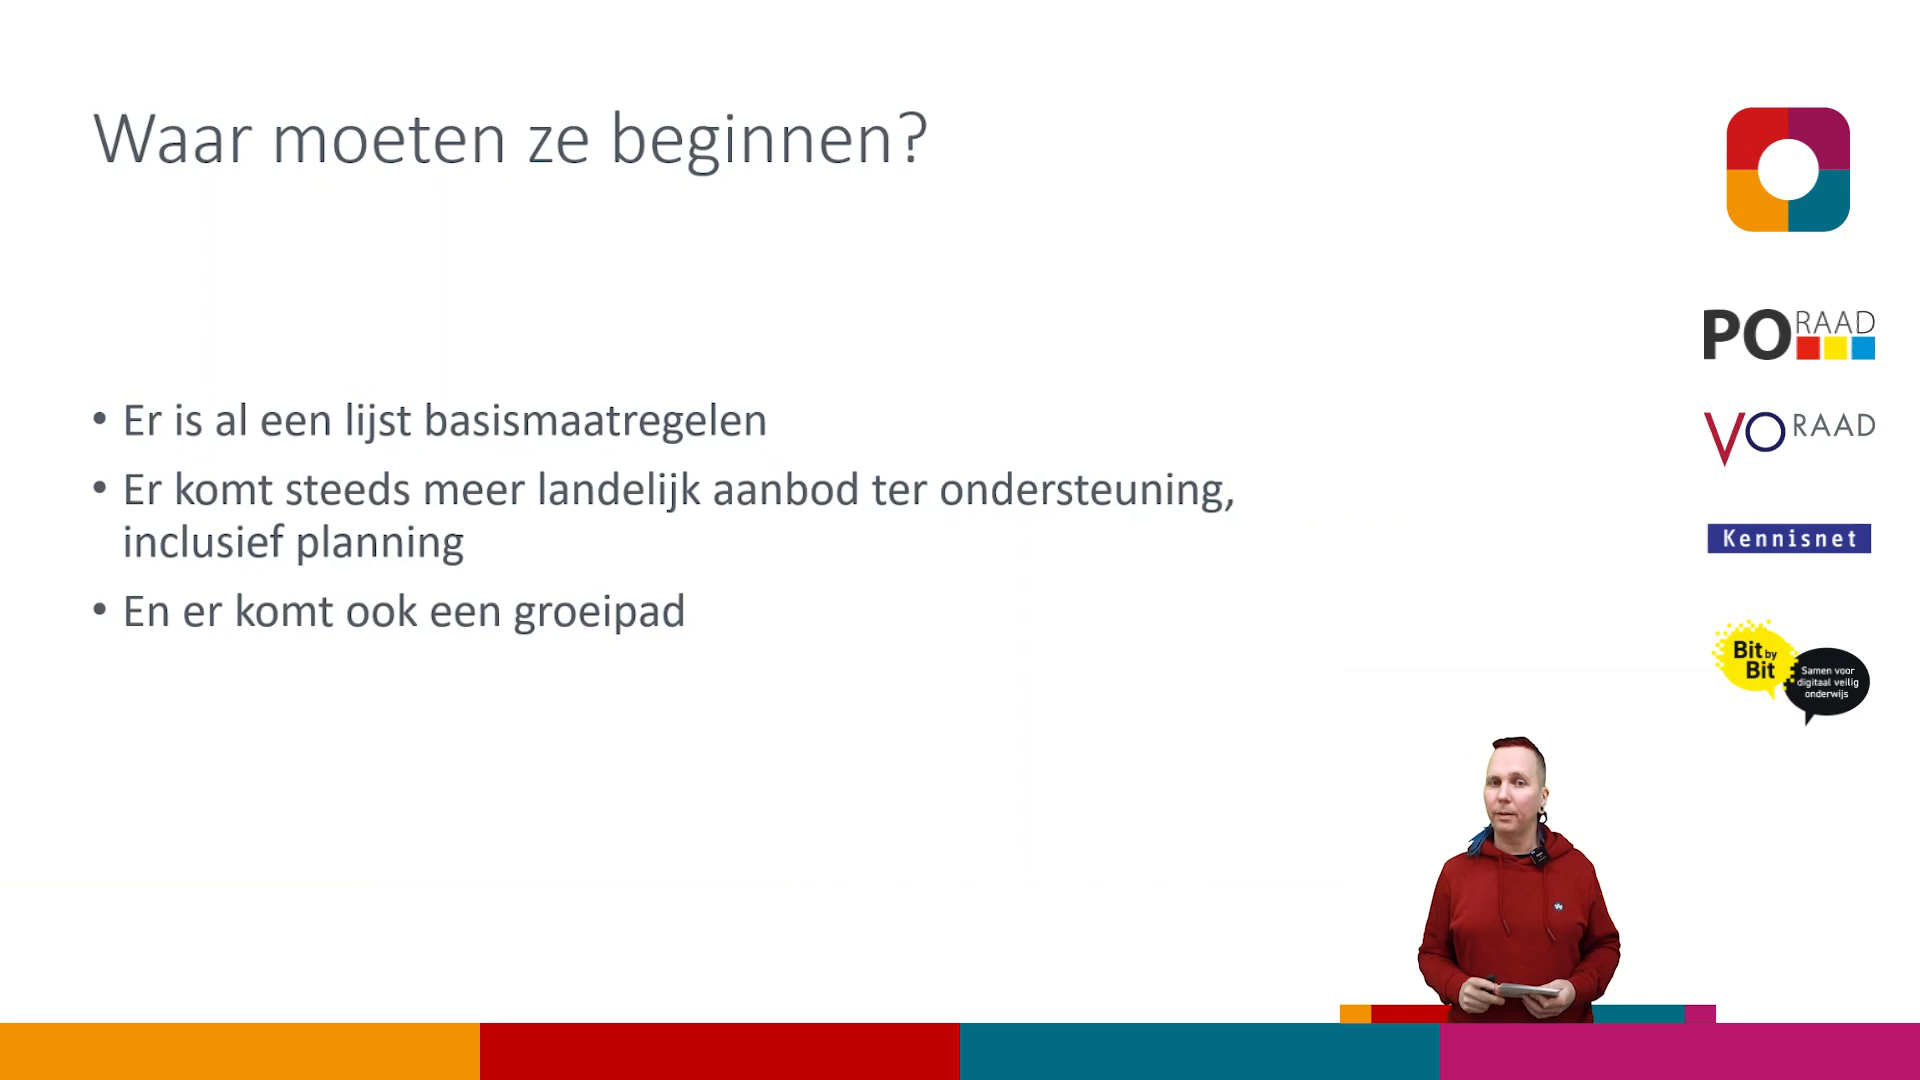 Waar moeten ze beginnen?
• Er is al een lijst basismaatregelen
• Er komt steeds meer landelijk aanbod ter ondersteuning,
inclusief planning
• En er komt ook een groeipad
PO RAAD
VO RAAD
Kennisnet
Bit by
Bit
Samen voor
digitaal veilig
onderwijs